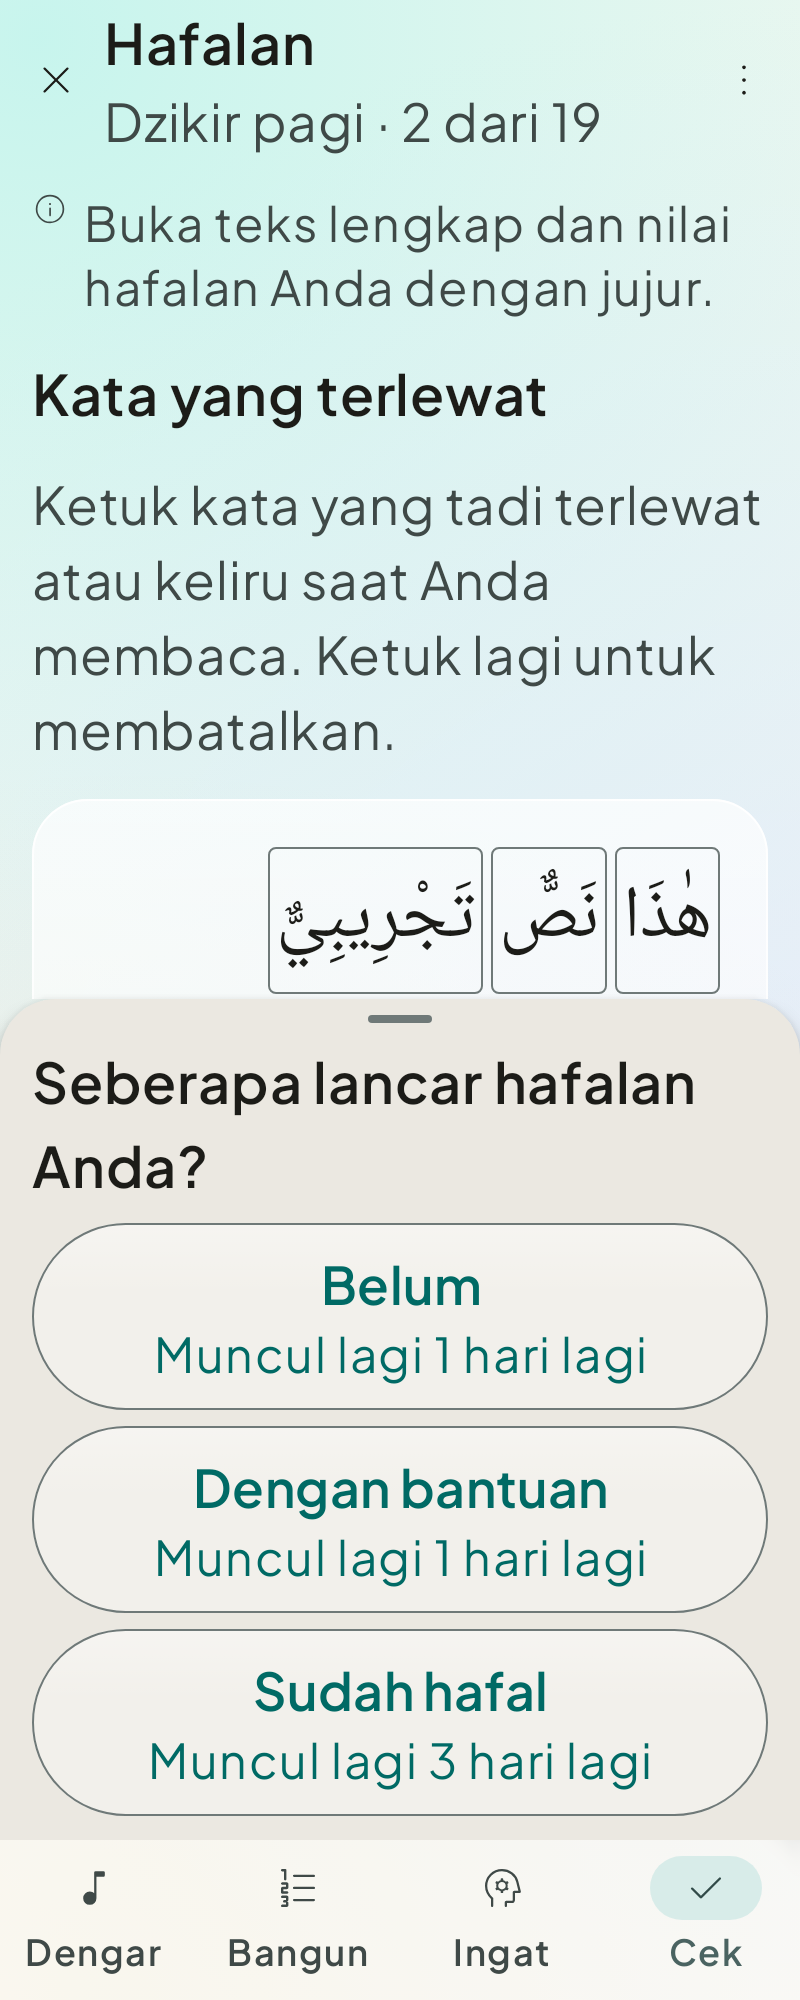 Hafalan
Dzikir pagi · 2 dari 19
Buka teks lengkap dan nilai
hafalan Anda dengan jujur.
Kata yang terlewat
Ketuk kata yang tadi terlewat
atau keliru saat Anda
membaca. Ketuk lagi untuk
membatalkan.
هٰذَا نَصٌّ تَجْرِيبِيٌّ
Seberapa lancar hafalan
Anda?
Belum
Muncul lagi 1 hari lagi
Dengan bantuan
Muncul lagi 1 hari lagi
Sudah hafal
Muncul lagi 3 hari lagi
Dengar Bangun Ingat Cek